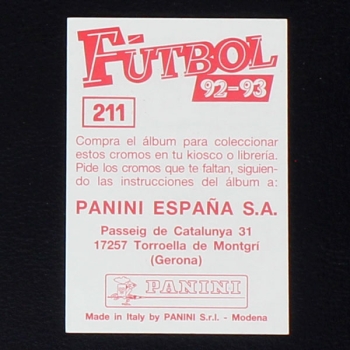 FÚTBOL
92-93
211
Compra el álbum para coleccionar
estos cromos en tu kiosco o librería.
Pide los cromos que te faltan, siguien-
do las instrucciones del álbum a:
PANINI ESPAÑA S.A.
Passeig de Catalunya 31
17257 Torroella de Montgrí
(Gerona)
PANINI
Made in Italy by PANINI S.r.l. - Modena